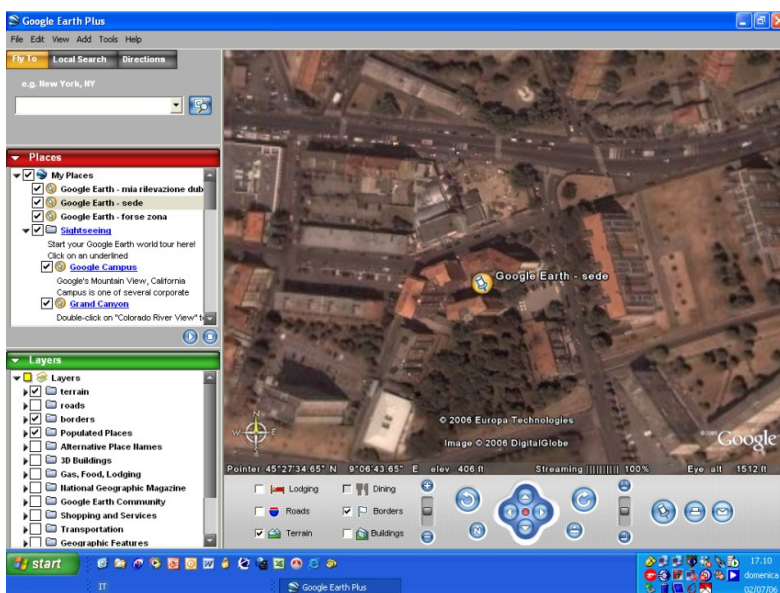 Google Earth Plus
File Edit View Add Tools Help
Fly To Local Search Directions
e.g. New York, NY
Places
My Places
Google Earth - mia rilevazione dub
Google Earth - sede
Google Earth - forse zona
Sightseeing
Start your Google Earth world tour here!
Click on an underlined
Google Campus
Google's Mountain View, California
Campus is one of several corporate
Grand Canyon
Double-click on "Colorado River View" t
Layers
Layers
terrain
roads
borders
Populated Places
Alternative Place Names
3D Buildings
Gas, Food, Lodging
National Geographic Magazine
Google Earth Community
Shopping and Services
Transportation
Geographic Features
Google Earth - sede
N
W E
S
© 2006 Europa Technologies
Image © 2006 DigitalGlobe
Google
Pointer 45°27'34.65" N 9°06'43.65" E elev 406 ft Streaming |||||||||| 100% Eye alt 1512 ft
Lodging Dining
Roads Borders
Terrain Buildings
N
start
IT
Google Earth Plus
17.10
domenica
02/07/06